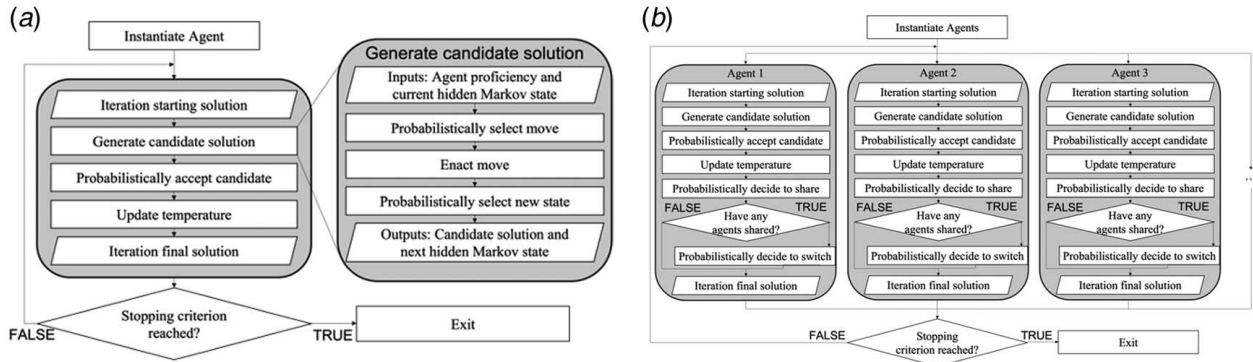 (a)
Instantiate Agent
Iteration starting solution
Generate candidate solution
Probabilistically accept candidate
Update temperature
Iteration final solution
Stopping criterion
reached?
FALSE
TRUE
Exit
Generate candidate solution
Inputs: Agent proficiency and
current hidden Markov state
Probabilistically select move
Enact move
Probabilistically select new state
Outputs: Candidate solution and
next hidden Markov state
(b)
Instantiate Agents
Agent 1
Iteration starting solution
Generate candidate solution
Probabilistically accept candidate
Update temperature
Probabilistically decide to share
FALSE
TRUE
Have any
agents shared?
Probabilistically decide to switch
Iteration final solution
Agent 2
Iteration starting solution
Generate candidate solution
Probabilistically accept candidate
Update temperature
Probabilistically decide to share
FALSE
TRUE
Have any
agents shared?
Probabilistically decide to switch
Iteration final solution
Agent 3
Iteration starting solution
Generate candidate solution
Probabilistically accept candidate
Update temperature
Probabilistically decide to share
FALSE
TRUE
Have any
agents shared?
Probabilistically decide to switch
Iteration final solution
..
FALSE
Stopping
criterion reached?
TRUE
Exit